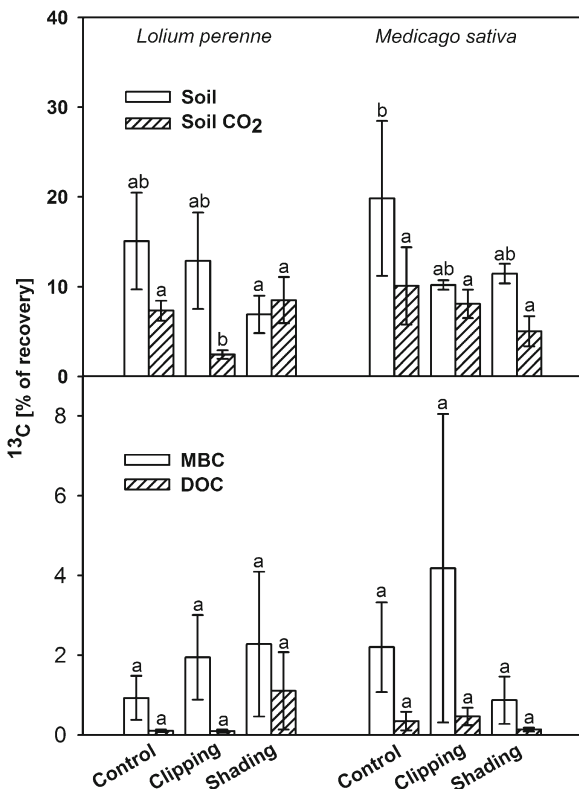 40
Lolium perenne Medicago sativa
Soil
Soil CO2
30
b
ab ab
20
a
ab ab
a a a
10
a
b
0
13C [% of recovery]
8
a
MBC
DOC
6
4
a
a a
a
2
a a
a
a a a a
0
Control Clipping Shading Control Clipping Shading